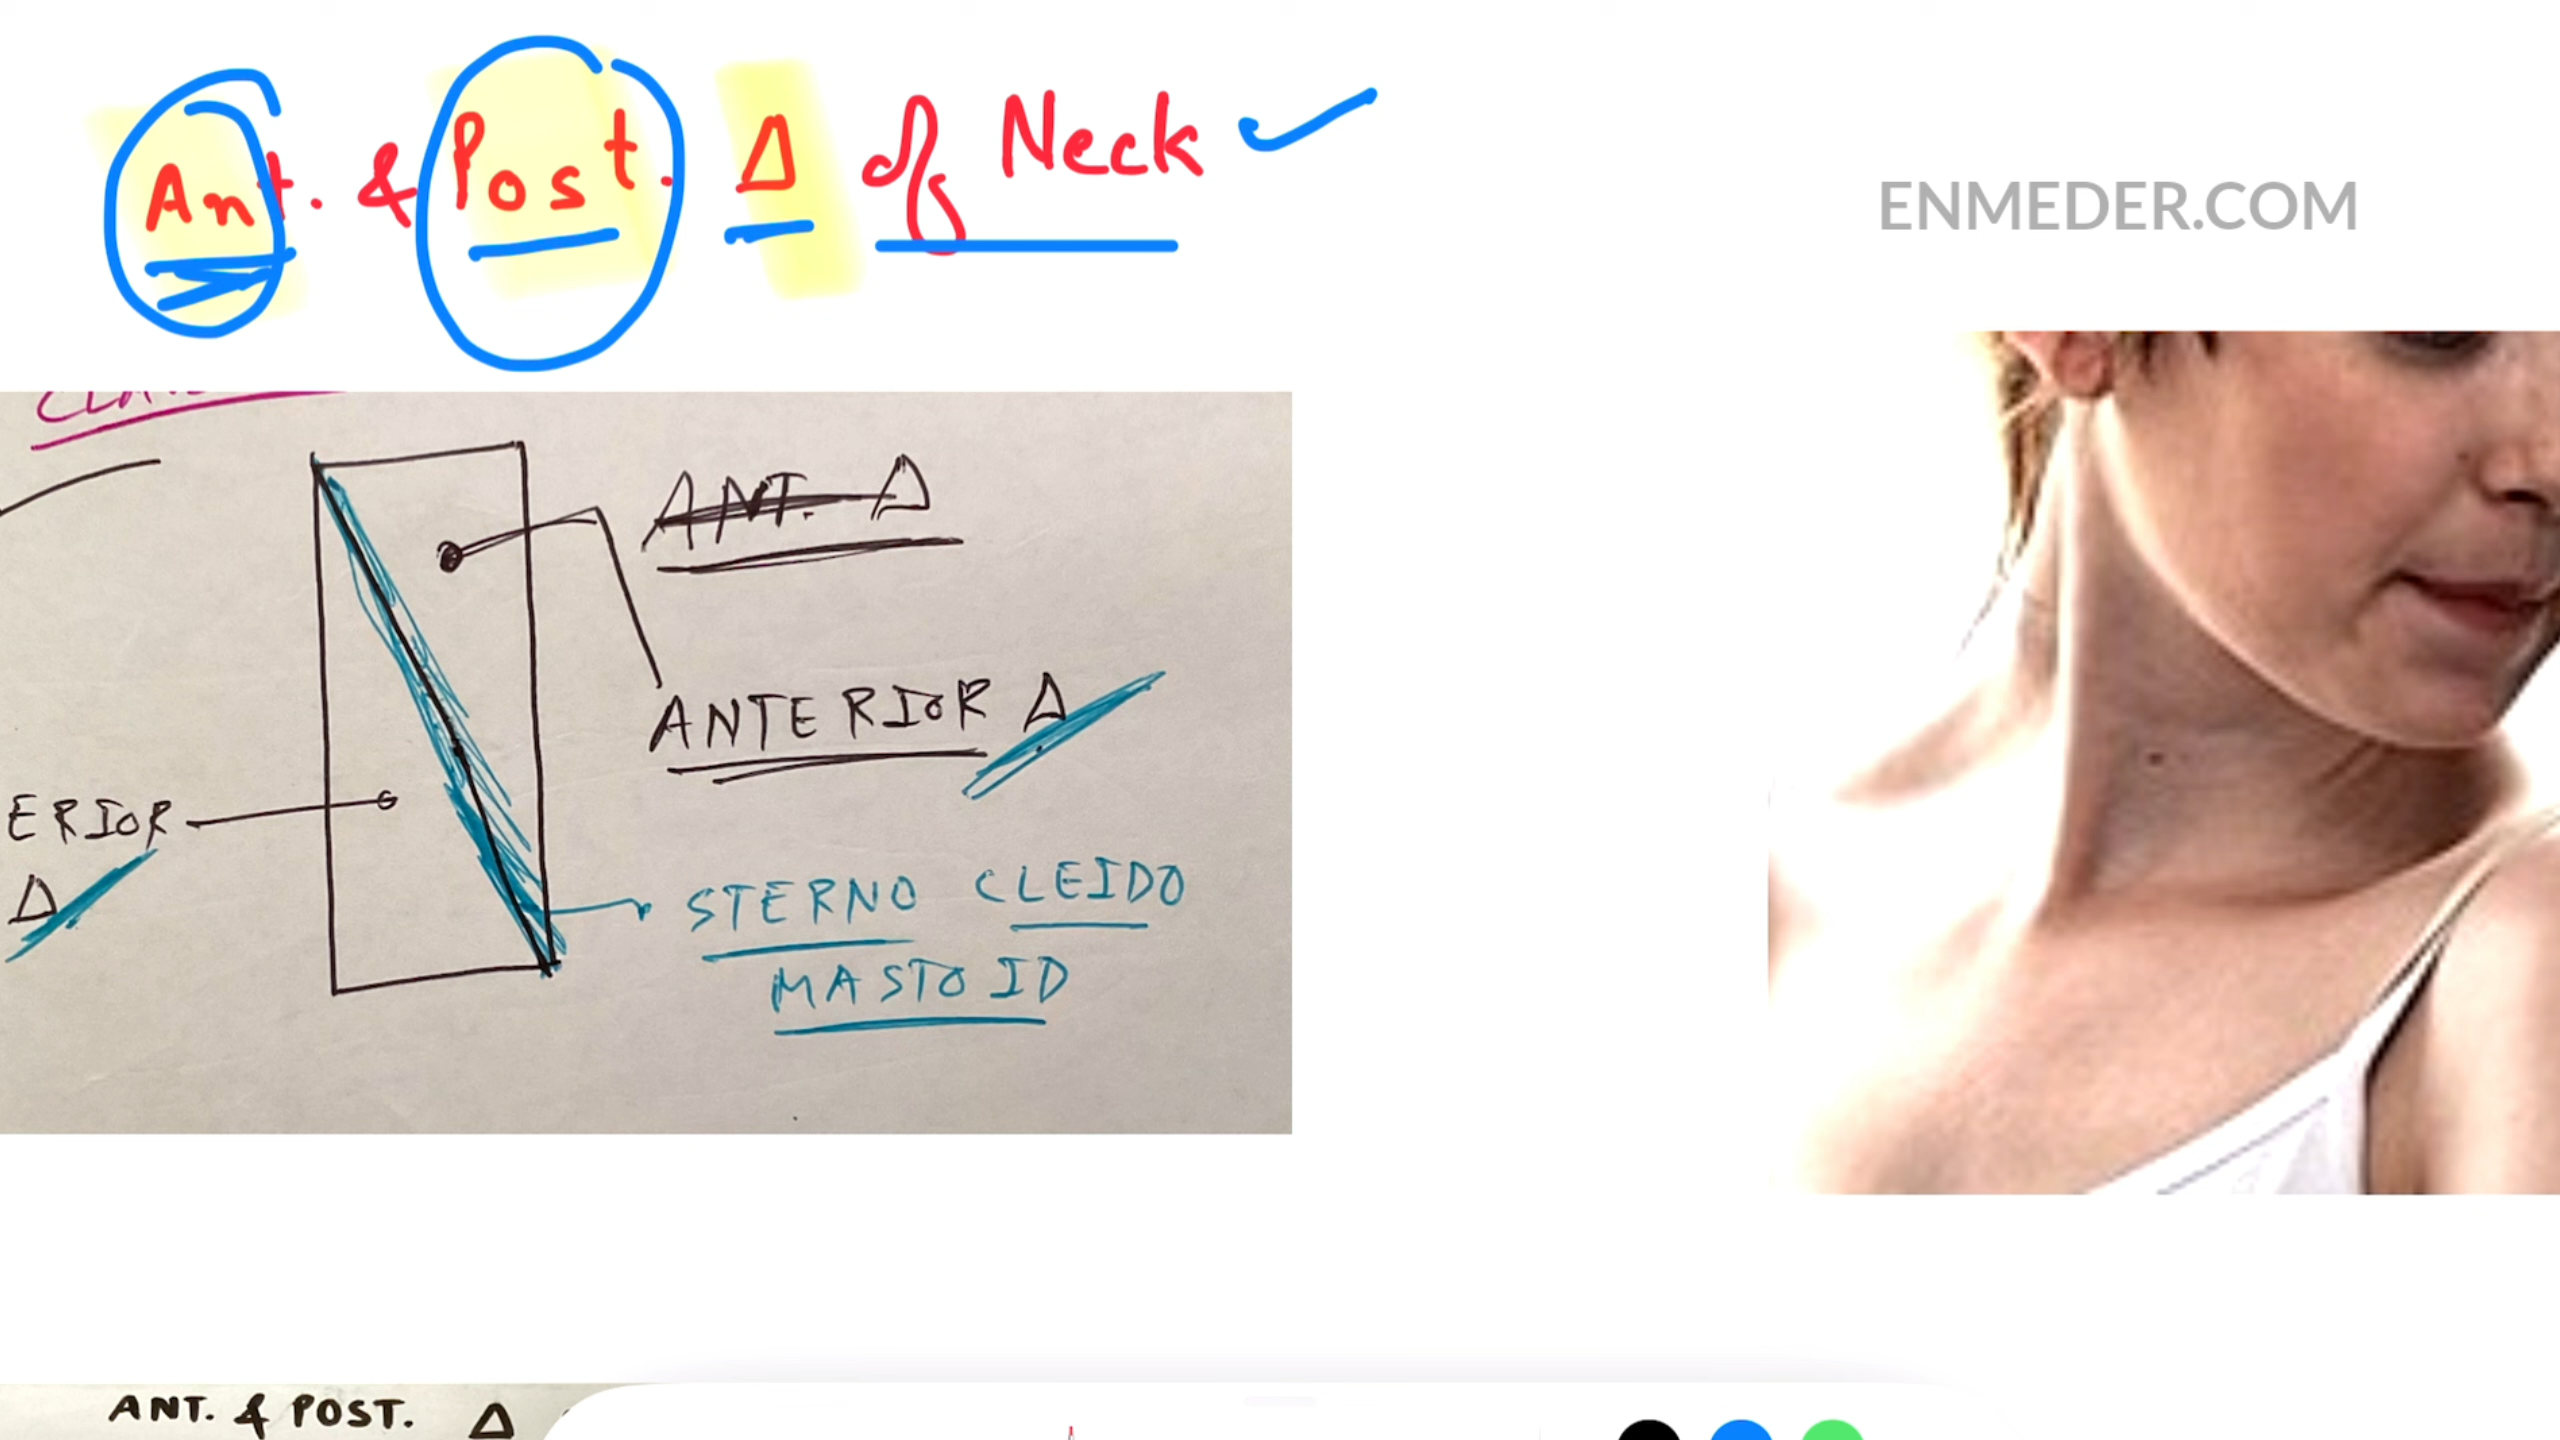 Ant. & Post. Δ of Neck
ENMEDER.COM
ANT. Δ
ANTERIOR Δ
ERIOR
Δ
STERNO CLEIDO
MASTOID
ANT. & POST. Δ